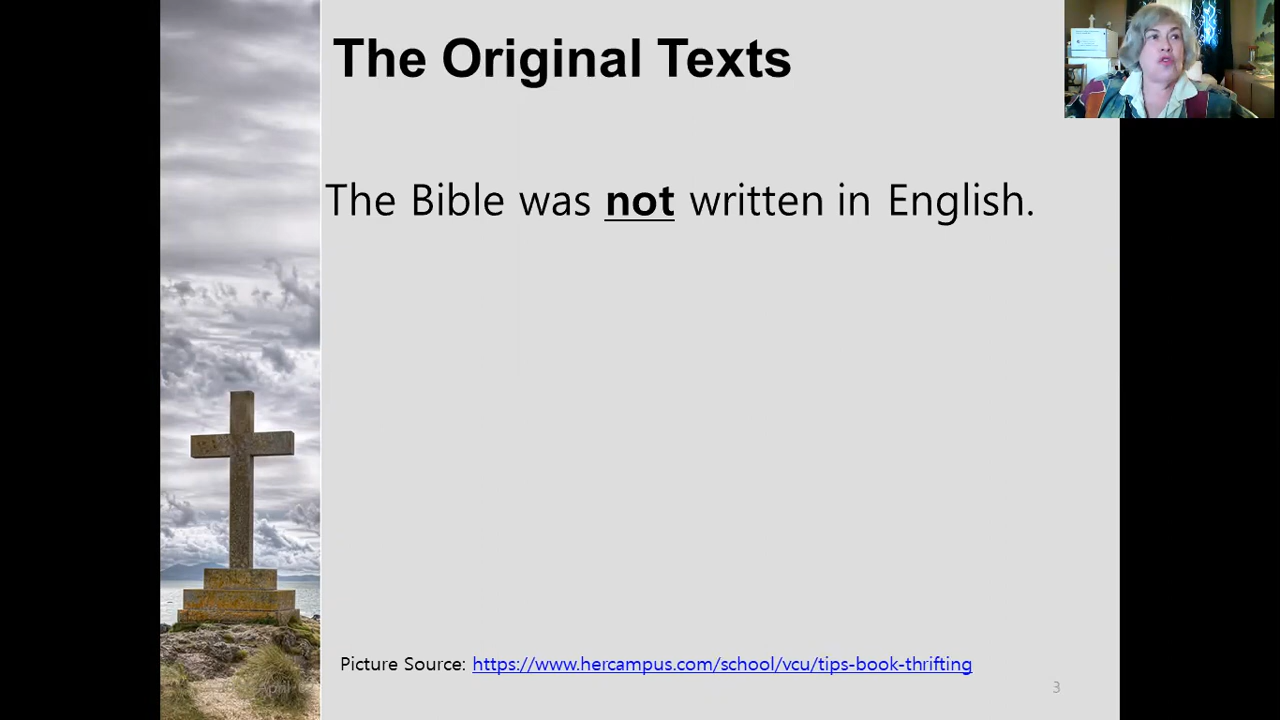 The Original Texts
The Bible was not written in English.
Picture Source: https://www.hercampus.com/school/vcu/tips-book-thrifting
April
3